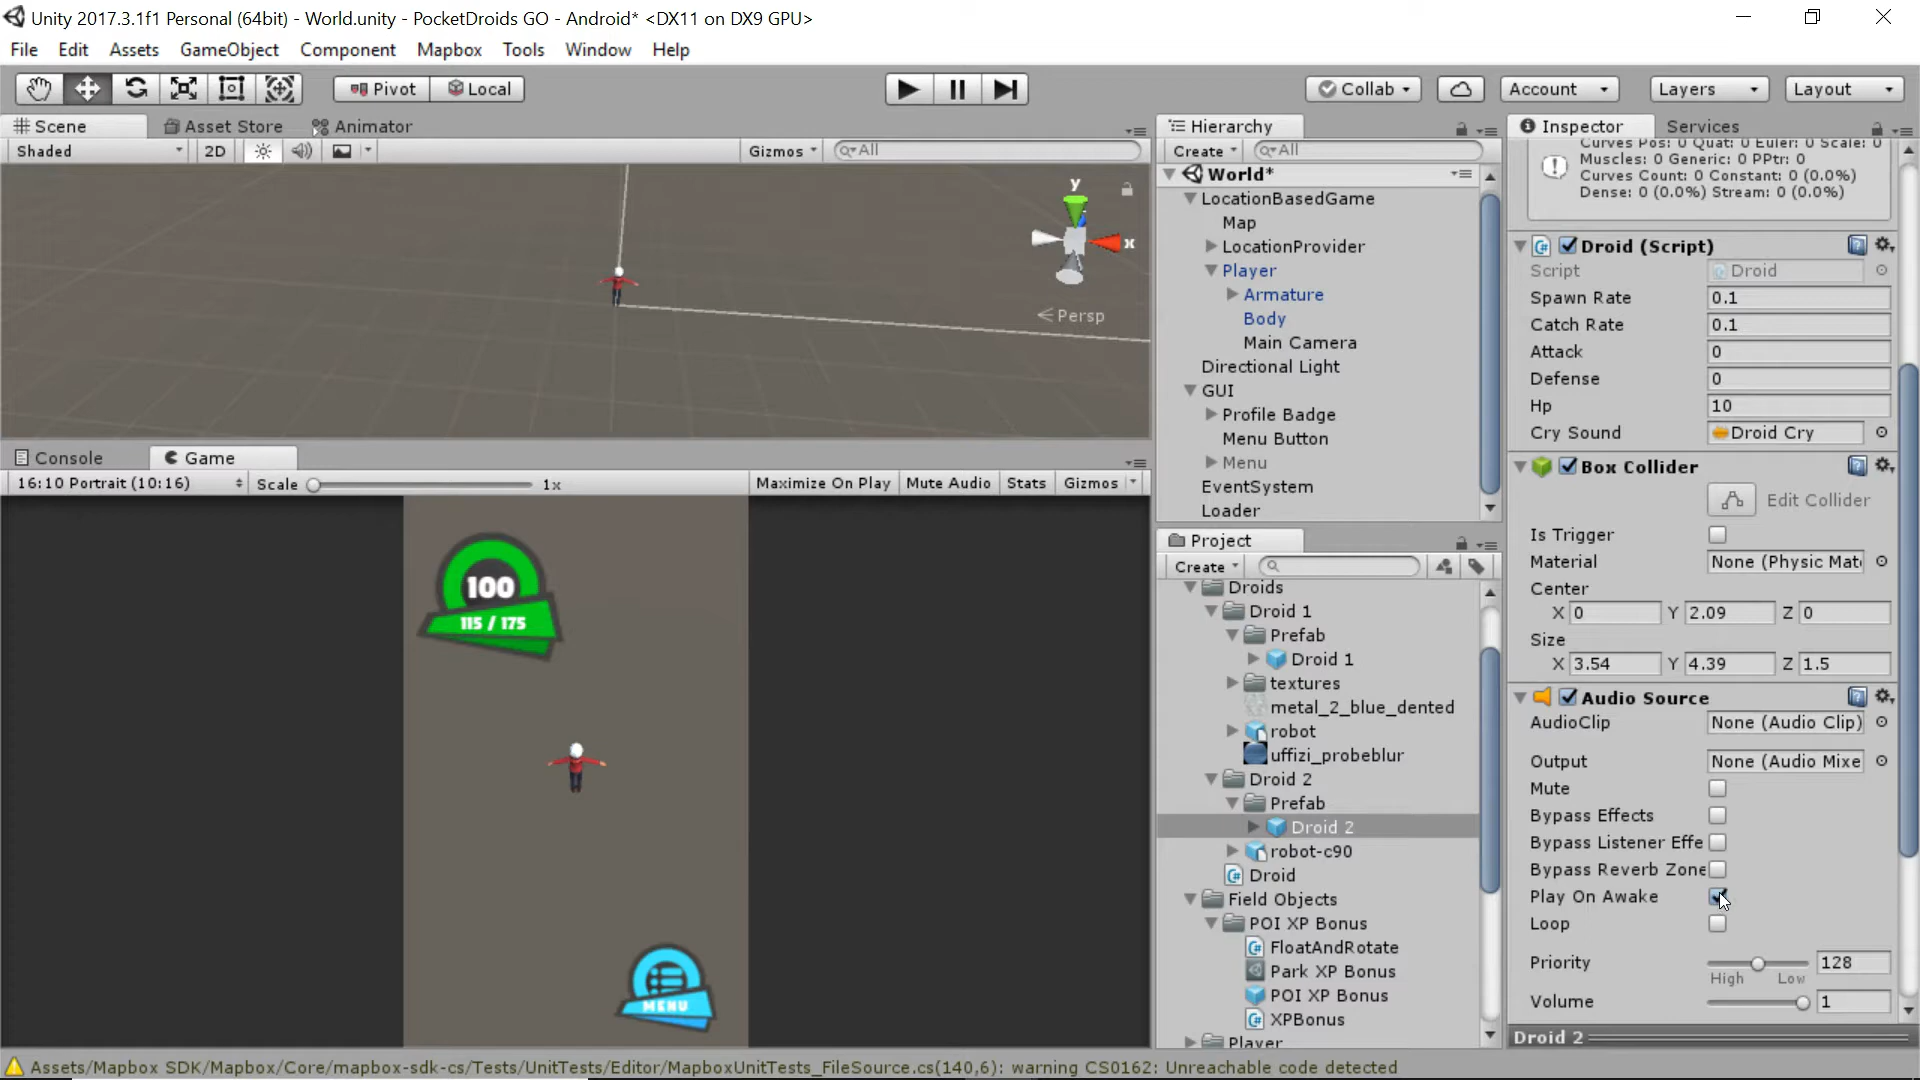 Unity 2017.3.1f1 Personal (64bit) - World.unity - PocketDroids GO - Android* <DX11 on DX9 GPU>
File Edit Assets GameObject Component Mapbox Tools Window Help
Pivot Local Collab Account Layers Layout
Scene Asset Store Animator
Shaded 2D Gizmos All
y
x
Persp
Console Game
16:10 Portrait (10:16) Scale 1x Maximize On Play Mute Audio Stats Gizmos
100
115 / 175
MENU
Hierarchy
Create All
World*
LocationBasedGame
Map
LocationProvider
Player
Armature
Body
Main Camera
Directional Light
GUI
Profile Badge
Menu Button
Menu
EventSystem
Loader
Project
Create
Droids
Droid 1
Prefab
Droid 1
textures
metal_2_blue_dented
robot
uffizi_probeblur
Droid 2
Prefab
Droid 2
robot-c90
Droid
Field Objects
POI XP Bonus
FloatAndRotate
Park XP Bonus
POI XP Bonus
XPBonus
Player
Inspector Services
Curves Pos: 0 Quat: 0 Euler: 0 Scale: 0
Muscles: 0 Generic: 0 PPtr: 0
Curves Count: 0 Constant: 0 (0.0%)
Dense: 0 (0.0%) Stream: 0 (0.0%)
Droid (Script)
Script Droid
Spawn Rate 0.1
Catch Rate 0.1
Attack 0
Defense 0
Hp 10
Cry Sound Droid Cry
Box Collider
Edit Collider
Is Trigger
Material None (Physic Mat
Center
X 0 Y 2.09 Z 0
Size
X 3.54 Y 4.39 Z 1.5
Audio Source
AudioClip None (Audio Clip)
Output None (Audio Mixe
Mute
Bypass Effects
Bypass Listener Effe
Bypass Reverb Zone
Play On Awake
Loop
Priority 128
High Low
Volume 1
Droid 2
Assets/Mapbox SDK/Mapbox/Core/mapbox-sdk-cs/Tests/UnitTests/Editor/MapboxUnitTests_FileSource.cs(140,6): warning CS0162: Unreachable code detected